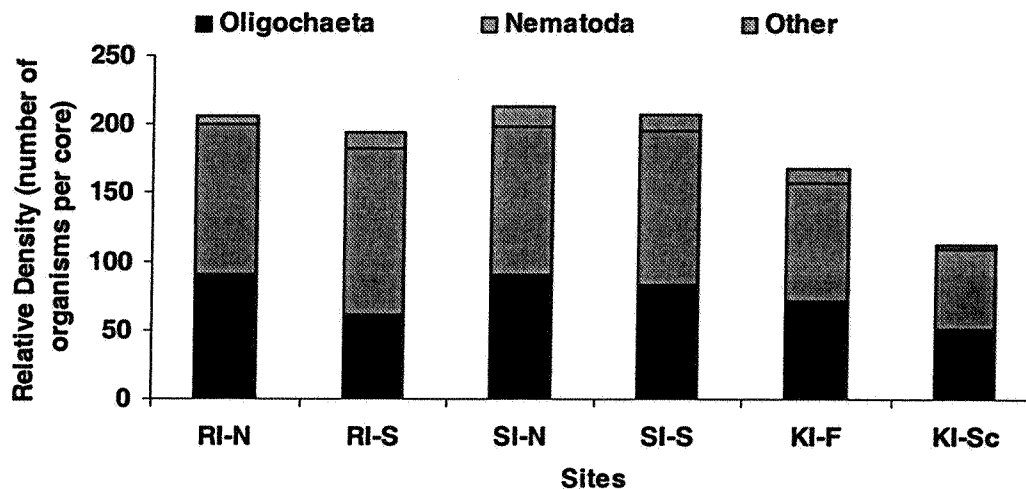 Oligochaeta Nematoda Other
Relative Density (number of
organisms per core)
250
200
150
100
50
0
RI-N RI-S SI-N SI-S KI-F KI-Sc
Sites